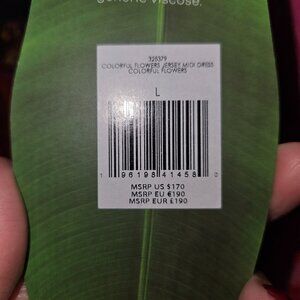 generic viscose.
325379
COLORFUL FLOWERS JERSEY MIDI DRESS
COLORFUL FLOWERS
L
1 96198 41458 0
MSRP US $170
MSRP EU €190
MSRP EUR £190